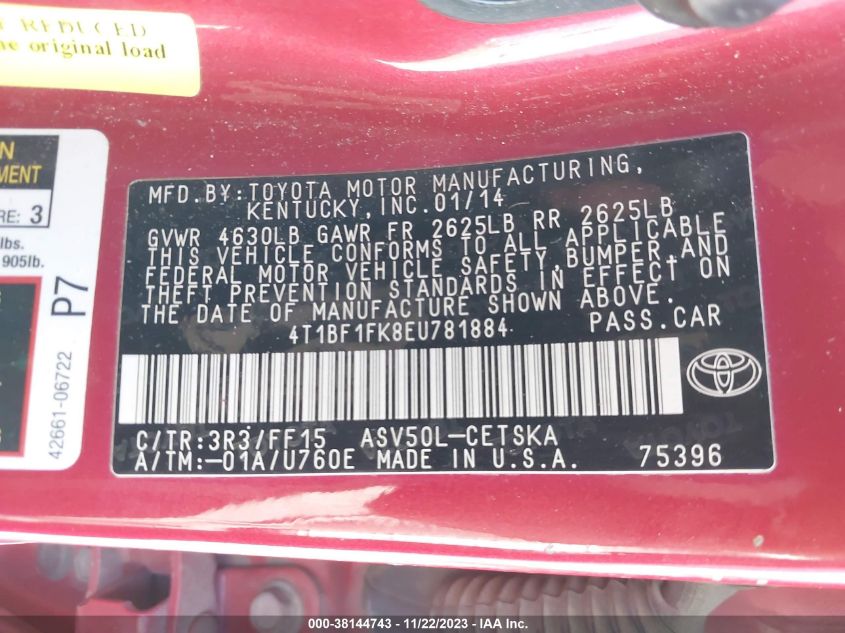 REDUCED
original load
N
MENT
RE: 3
lbs.
905lb.
P7
42661-06722
MFD.BY:TOYOTA MOTOR MANUFACTURING,
KENTUCKY,INC.01/14
GVWR 4630LB GAWR FR 2625LB RR 2625LB
THIS VEHICLE CONFORMS TO ALL APPLICABLE
FEDERAL MOTOR VEHICLE SAFETY,BUMPER,AND
THEFT PREVENTION STANDARDS IN EFFECT ON
THE DATE OF MANUFACTURE SHOWN ABOVE.
4T1BF1FK8EU781884 PASS.CAR
C/TR:3R3/FF15 ASV50L-CETSKA
A/TM:-01A/U760E MADE IN U.S.A. 75396
000-38144743 - 11/22/2023 - IAA Inc.